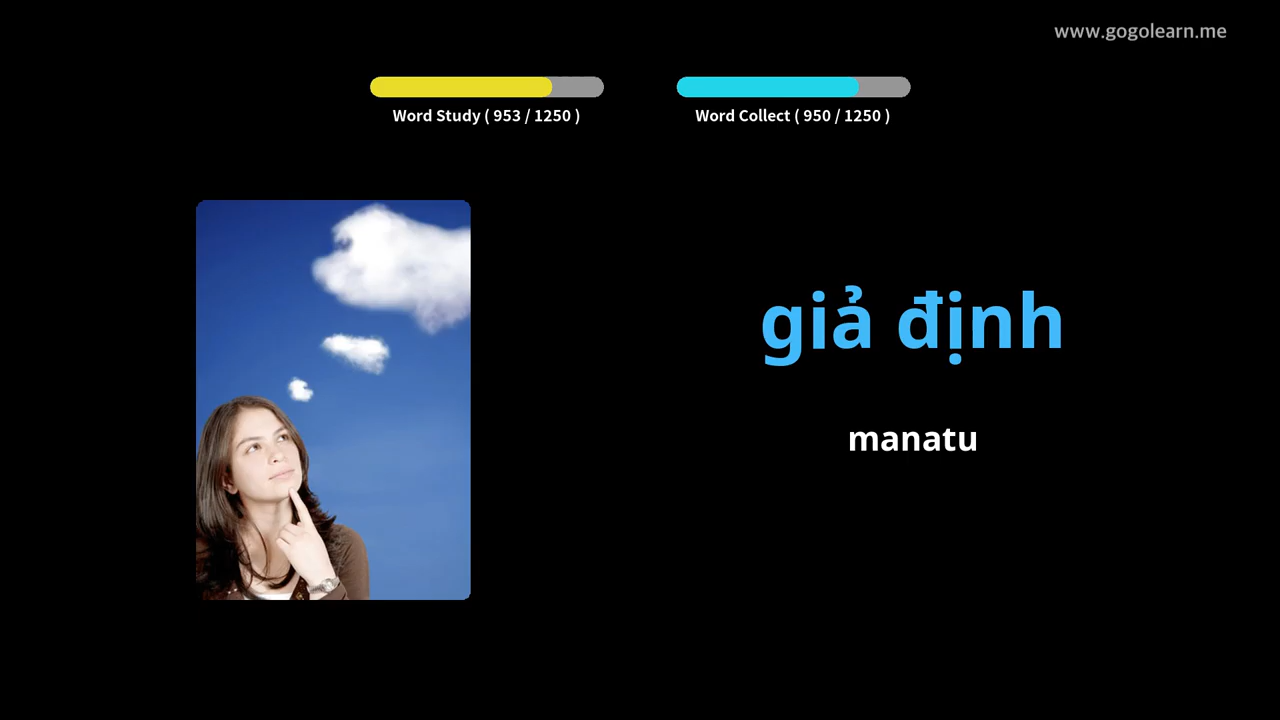 www.gogolearn.me
Word Study ( 953 / 1250 )
Word Collect ( 950 / 1250 )
giả định
manatu